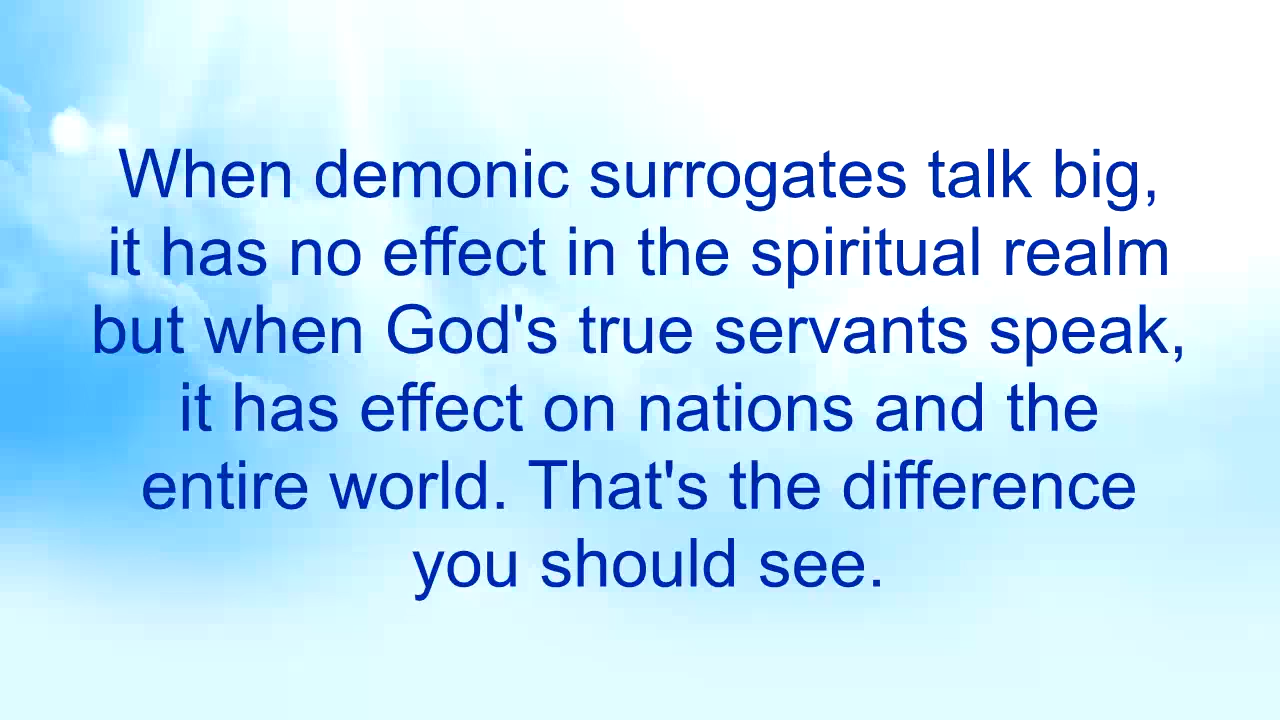 When demonic surrogates talk big,
it has no effect in the spiritual realm
but when God's true servants speak,
it has effect on nations and the
entire world. That's the difference
you should see.